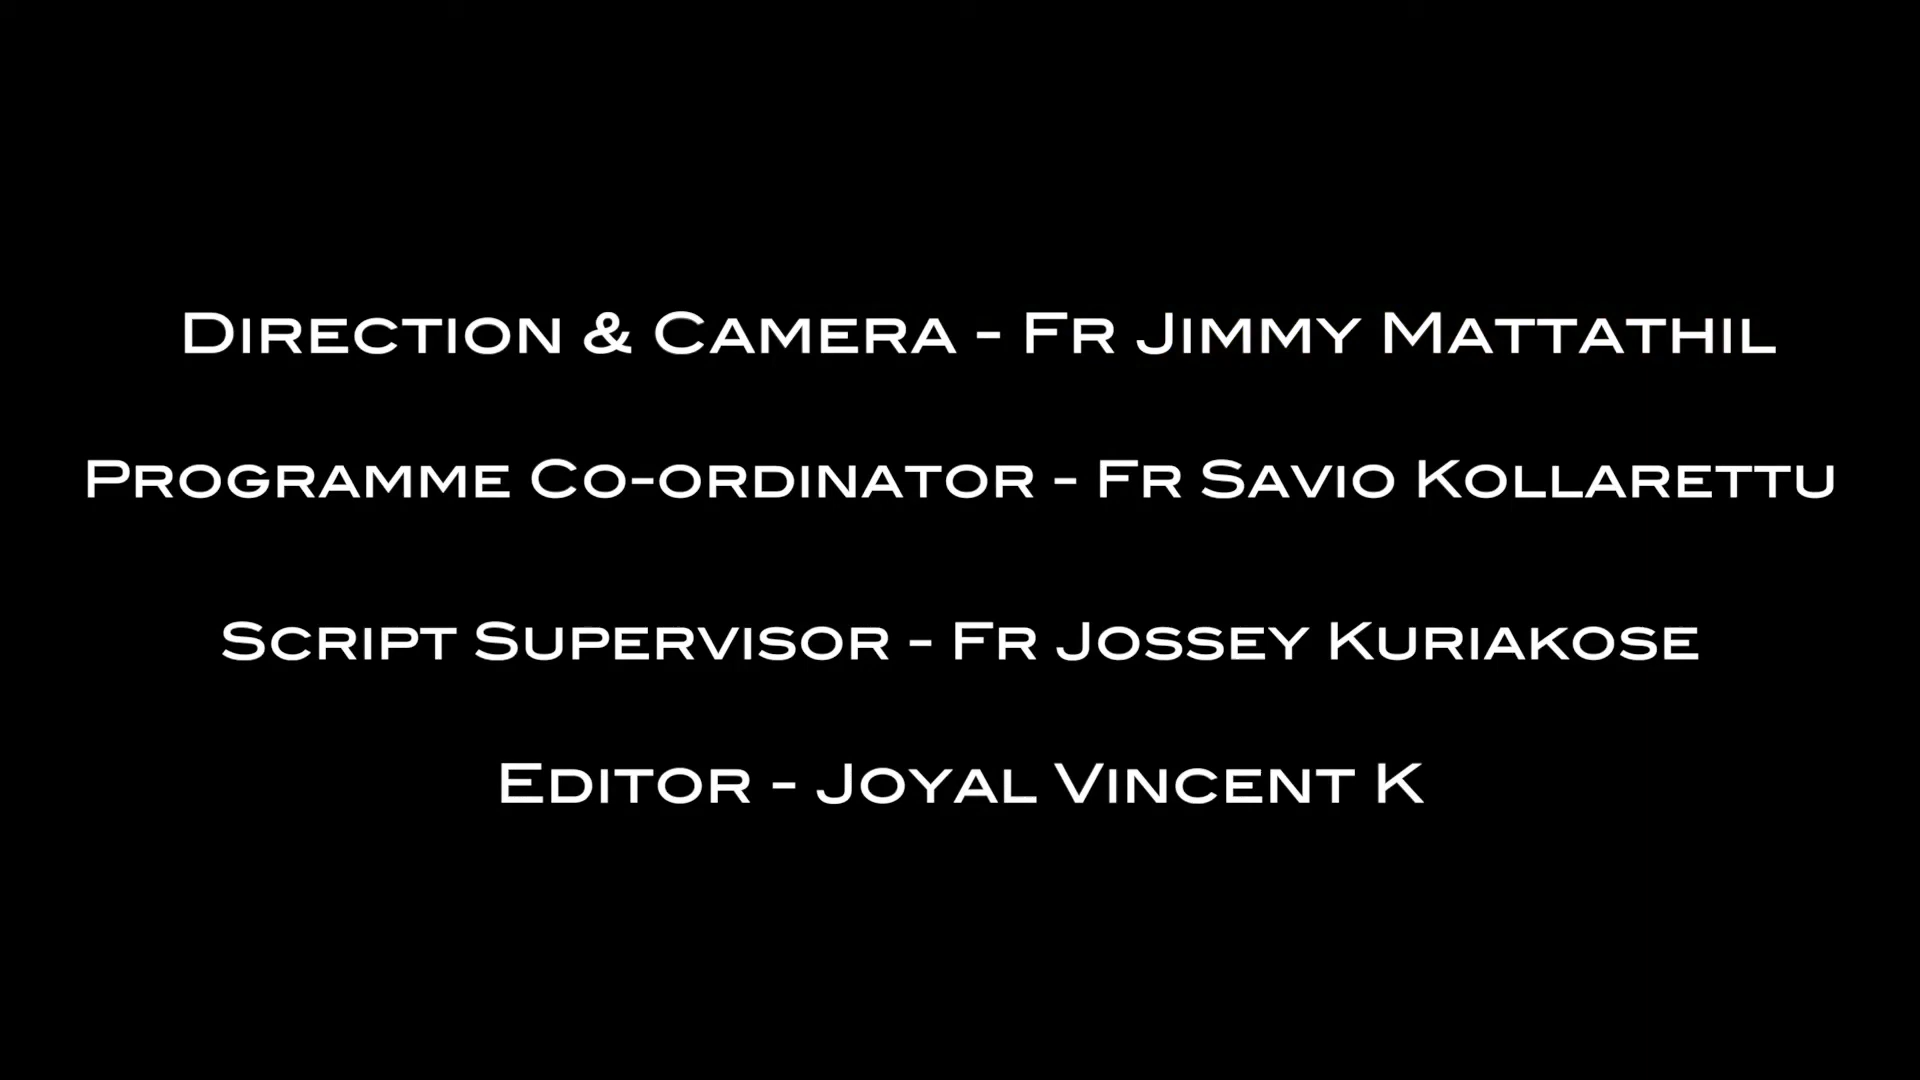 Direction & Camera - Fr Jimmy Mattathil
Programme Co-ordinator - Fr Savio Kollarettu
Script Supervisor - Fr Jossey Kuriakose
Editor - Joyal Vincent K